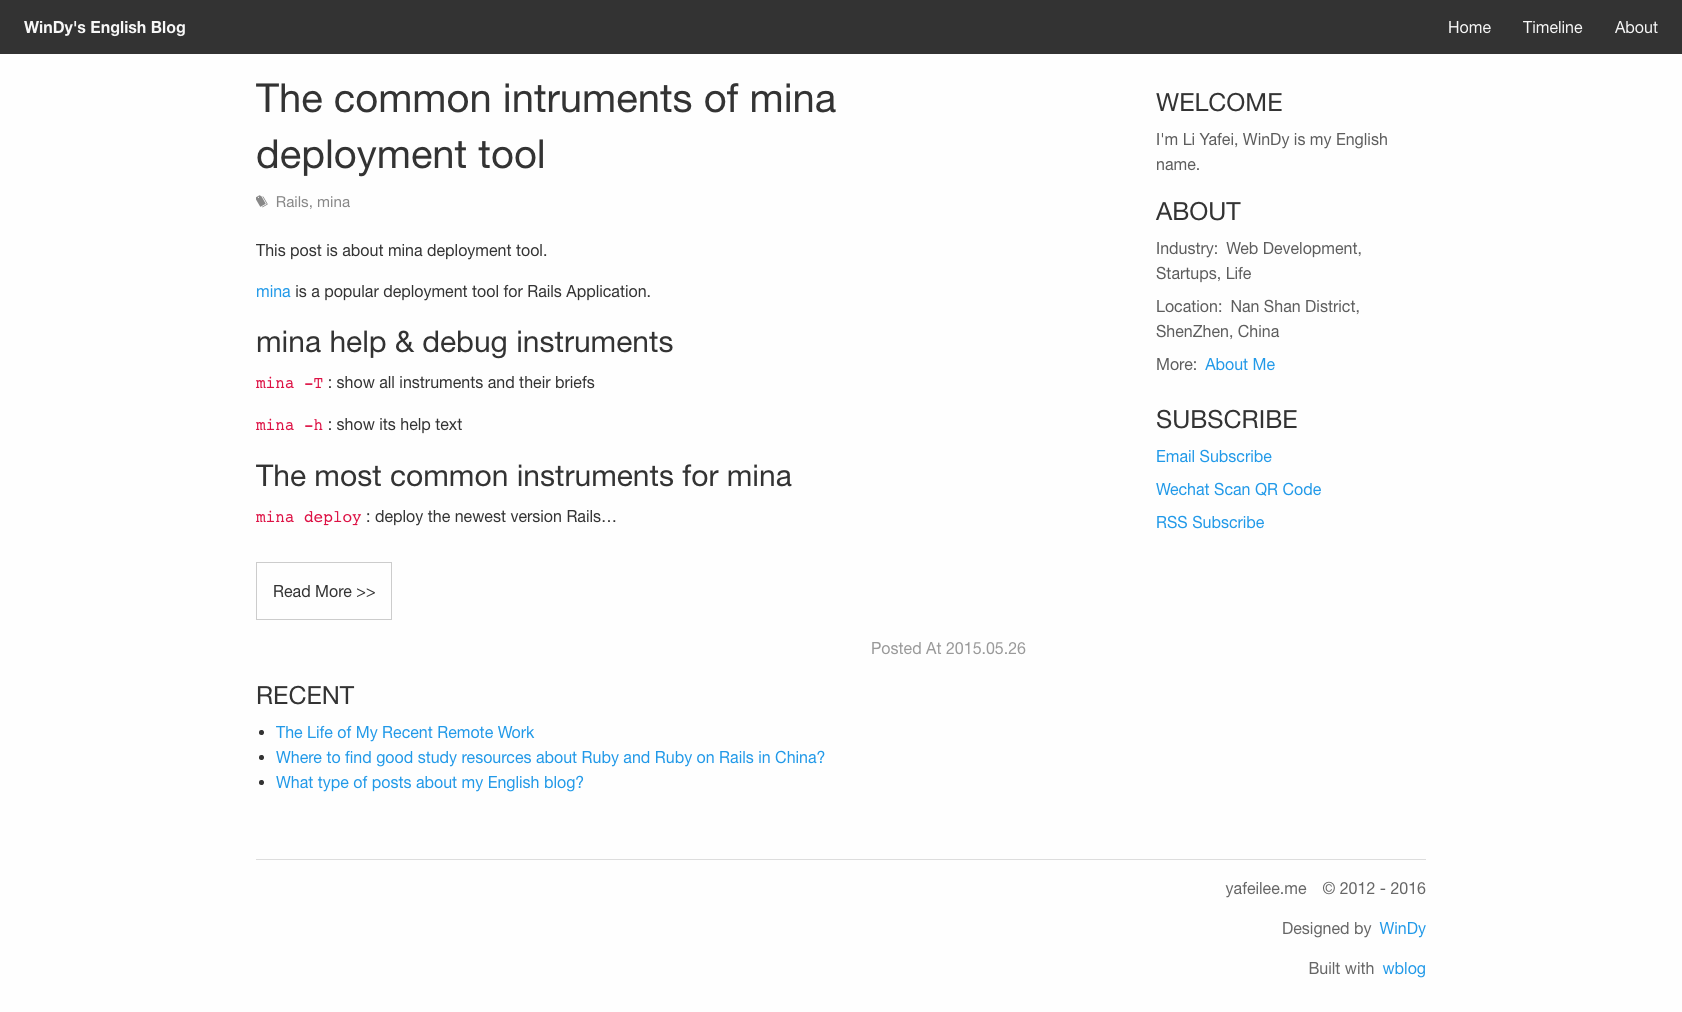 WinDy's English Blog
Home Timeline About
The common intruments of mina
deployment tool
Rails, mina
This post is about mina deployment tool.
mina is a popular deployment tool for Rails Application.
mina help & debug instruments
mina -T : show all instruments and their briefs
mina -h : show its help text
The most common instruments for mina
mina deploy : deploy the newest version Rails…
Read More >>
Posted At 2015.05.26
RECENT
The Life of My Recent Remote Work
Where to find good study resources about Ruby and Ruby on Rails in China?
What type of posts about my English blog?
WELCOME
I'm Li Yafei, WinDy is my English
name.
ABOUT
Industry: Web Development,
Startups, Life
Location: Nan Shan District,
ShenZhen, China
More: About Me
SUBSCRIBE
Email Subscribe
Wechat Scan QR Code
RSS Subscribe
yafeilee.me © 2012 - 2016
Designed by WinDy
Built with wblog